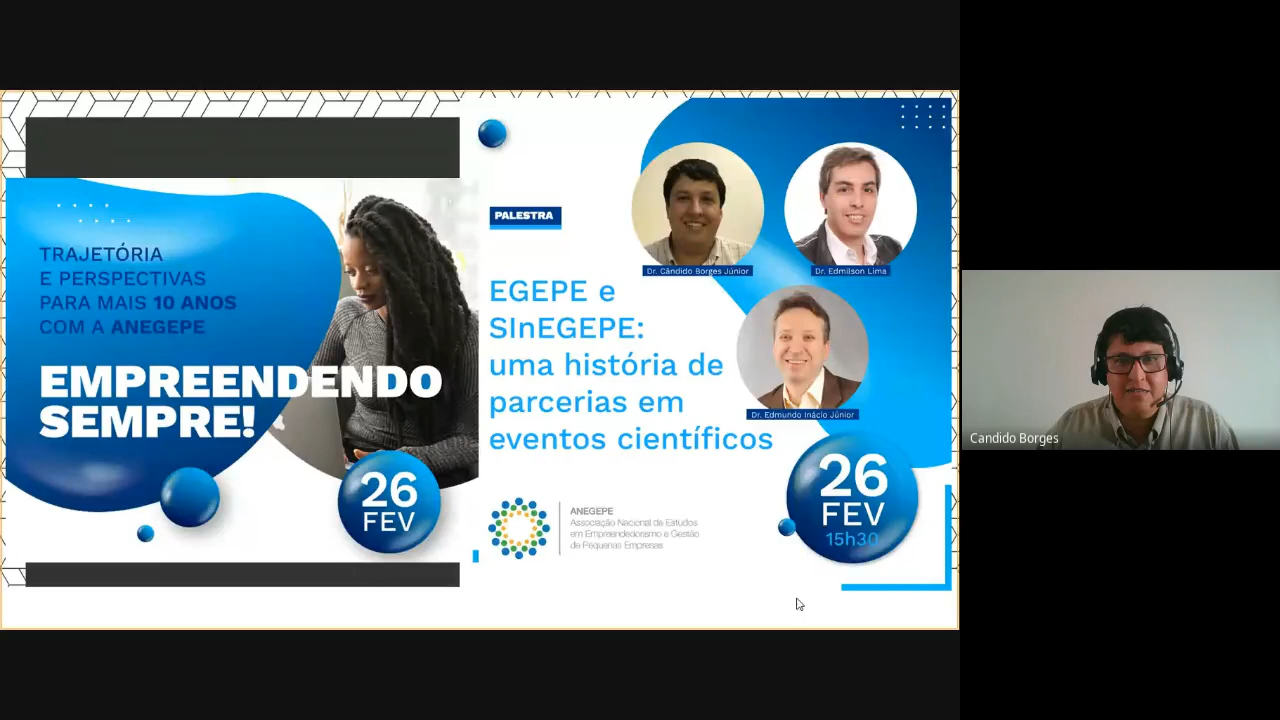 TRAJETÓRIA
E PERSPECTIVAS
PARA MAIS 10 ANOS
COM A ANEGEPE
EMPREENDENDO
SEMPRE!
26
FEV
PALESTRA
Dr. Cândido Borges Júnior
Dr. Edmilson Lima
EGEPE e
SInEGEPE:
uma história de
parcerias em
eventos científicos
Dr. Edmundo Inácio Júnior
ANEGEPE
Associação Nacional de Estudos
em Empreendedorismo e Gestão
de Pequenas Empresas
26
FEV
15h30
Candido Borges